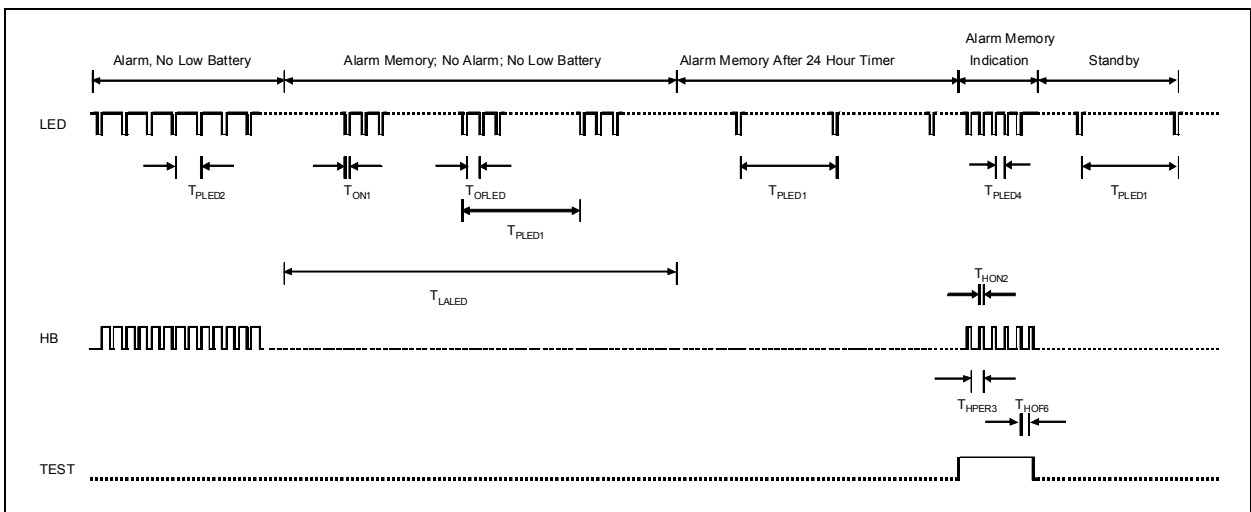 Alarm, No Low Battery
Alarm Memory; No Alarm; No Low Battery
Alarm Memory After 24 Hour Timer
Alarm Memory
Indication
Standby
LED
TPLED2
TON1
TOFLED
TPLED1
TPLED1
TPLED4
TPLED1
TLALED
THON2
HB
THPER3
THOF6
TEST